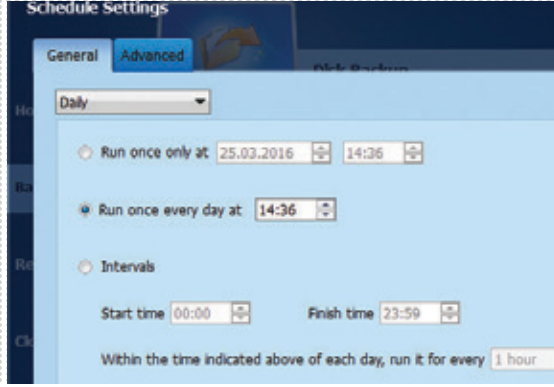 Schedule Settings
General Advanced
Disk Backup
Daily
Run once only at 25.03.2016 14:36
Run once every day at 14:36
Intervals
Start time 00:00 Finish time 23:59
Within the time indicated above of each day, run it for every 1 hour